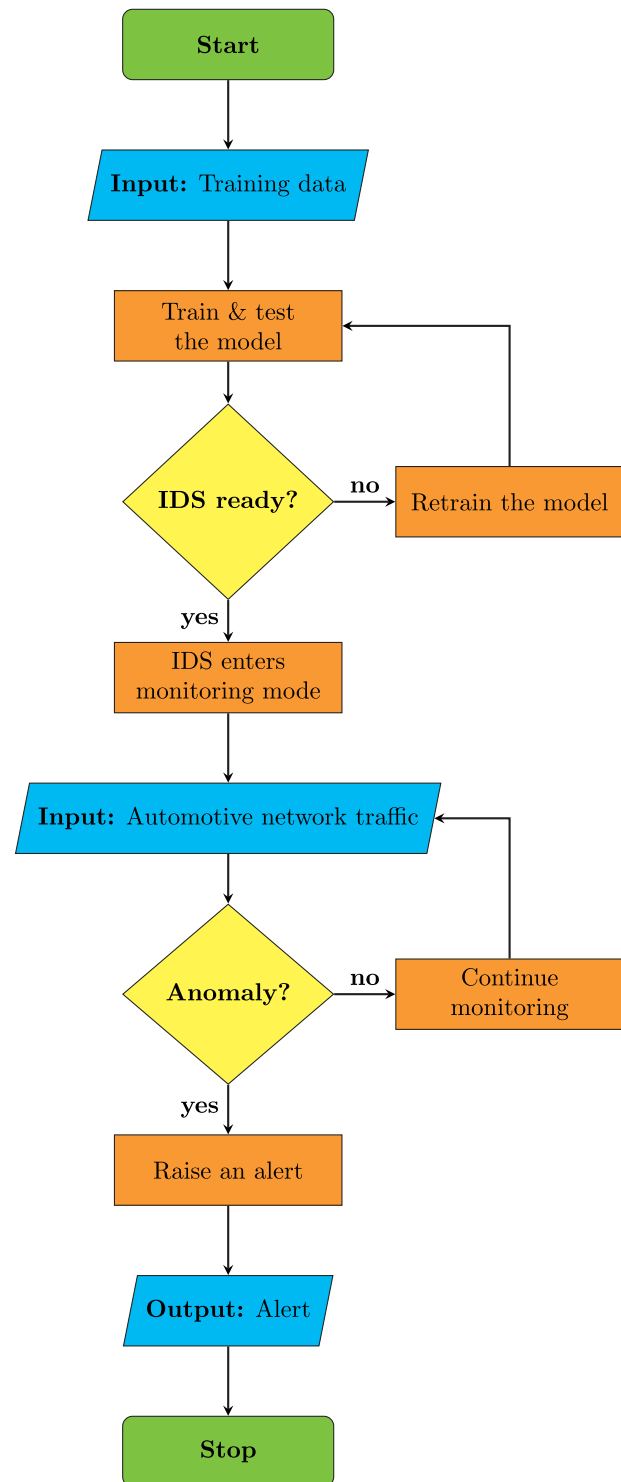 Start
Input: Training data
Train & test
the model
IDS ready?
no
Retrain the model
yes
IDS enters
monitoring mode
Input: Automotive network traffic
Anomaly?
no
Continue
monitoring
yes
Raise an alert
Output: Alert
Stop